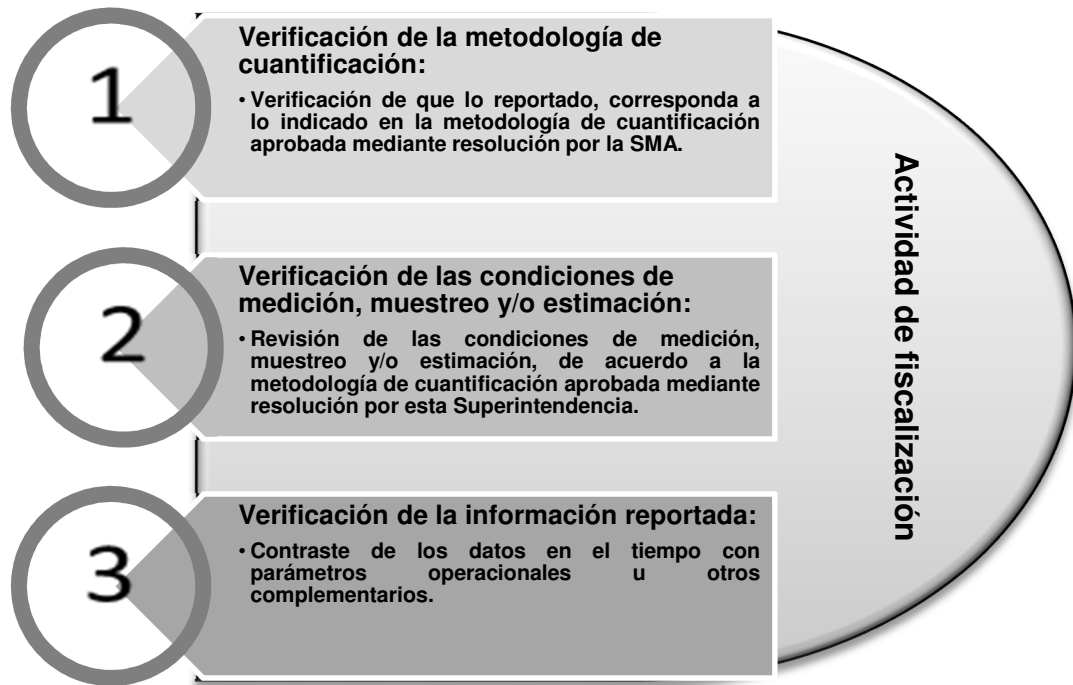 1
Verificación de la metodología de
cuantificación:
• Verificación de que lo reportado, corresponda a
lo indicado en la metodología de cuantificación
aprobada mediante resolución por la SMA.
2
Verificación de las condiciones de
medición, muestreo y/o estimación:
• Revisión de las condiciones de medición,
muestreo y/o estimación, de acuerdo a la
metodología de cuantificación aprobada mediante
resolución por esta Superintendencia.
3
Verificación de la información reportada:
• Contraste de los datos en el tiempo con
parámetros operacionales u otros
complementarios.
Actividad de fiscalización